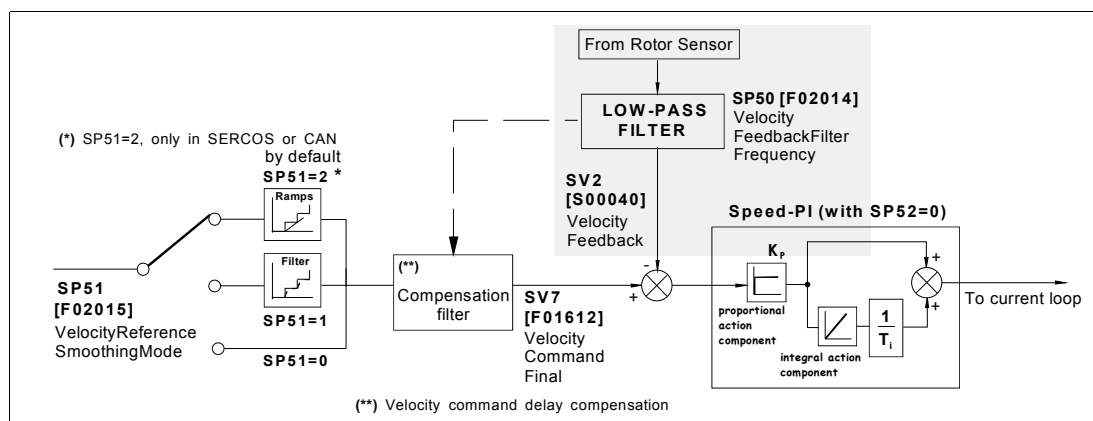 From Rotor Sensor
LOW-PASS
FILTER
SP50 [F02014]
Velocity
FeedbackFilter
Frequency
(*) SP51=2, only in SERCOS or CAN
by default
SP51=2 *
Ramps
SV2
[S00040]
Velocity
Feedback
Speed-PI (with SP52=0)
SP51
[F02015]
VelocityReference
SmoothingMode
Filter
SP51=1
SP51=0
(**)
Compensation
filter
SV7
[F01612]
Velocity
Command
Final
-
+
KP
proportional
action
component
integral action
component
1
Ti
+
+
To current loop
(**) Velocity command delay compensation